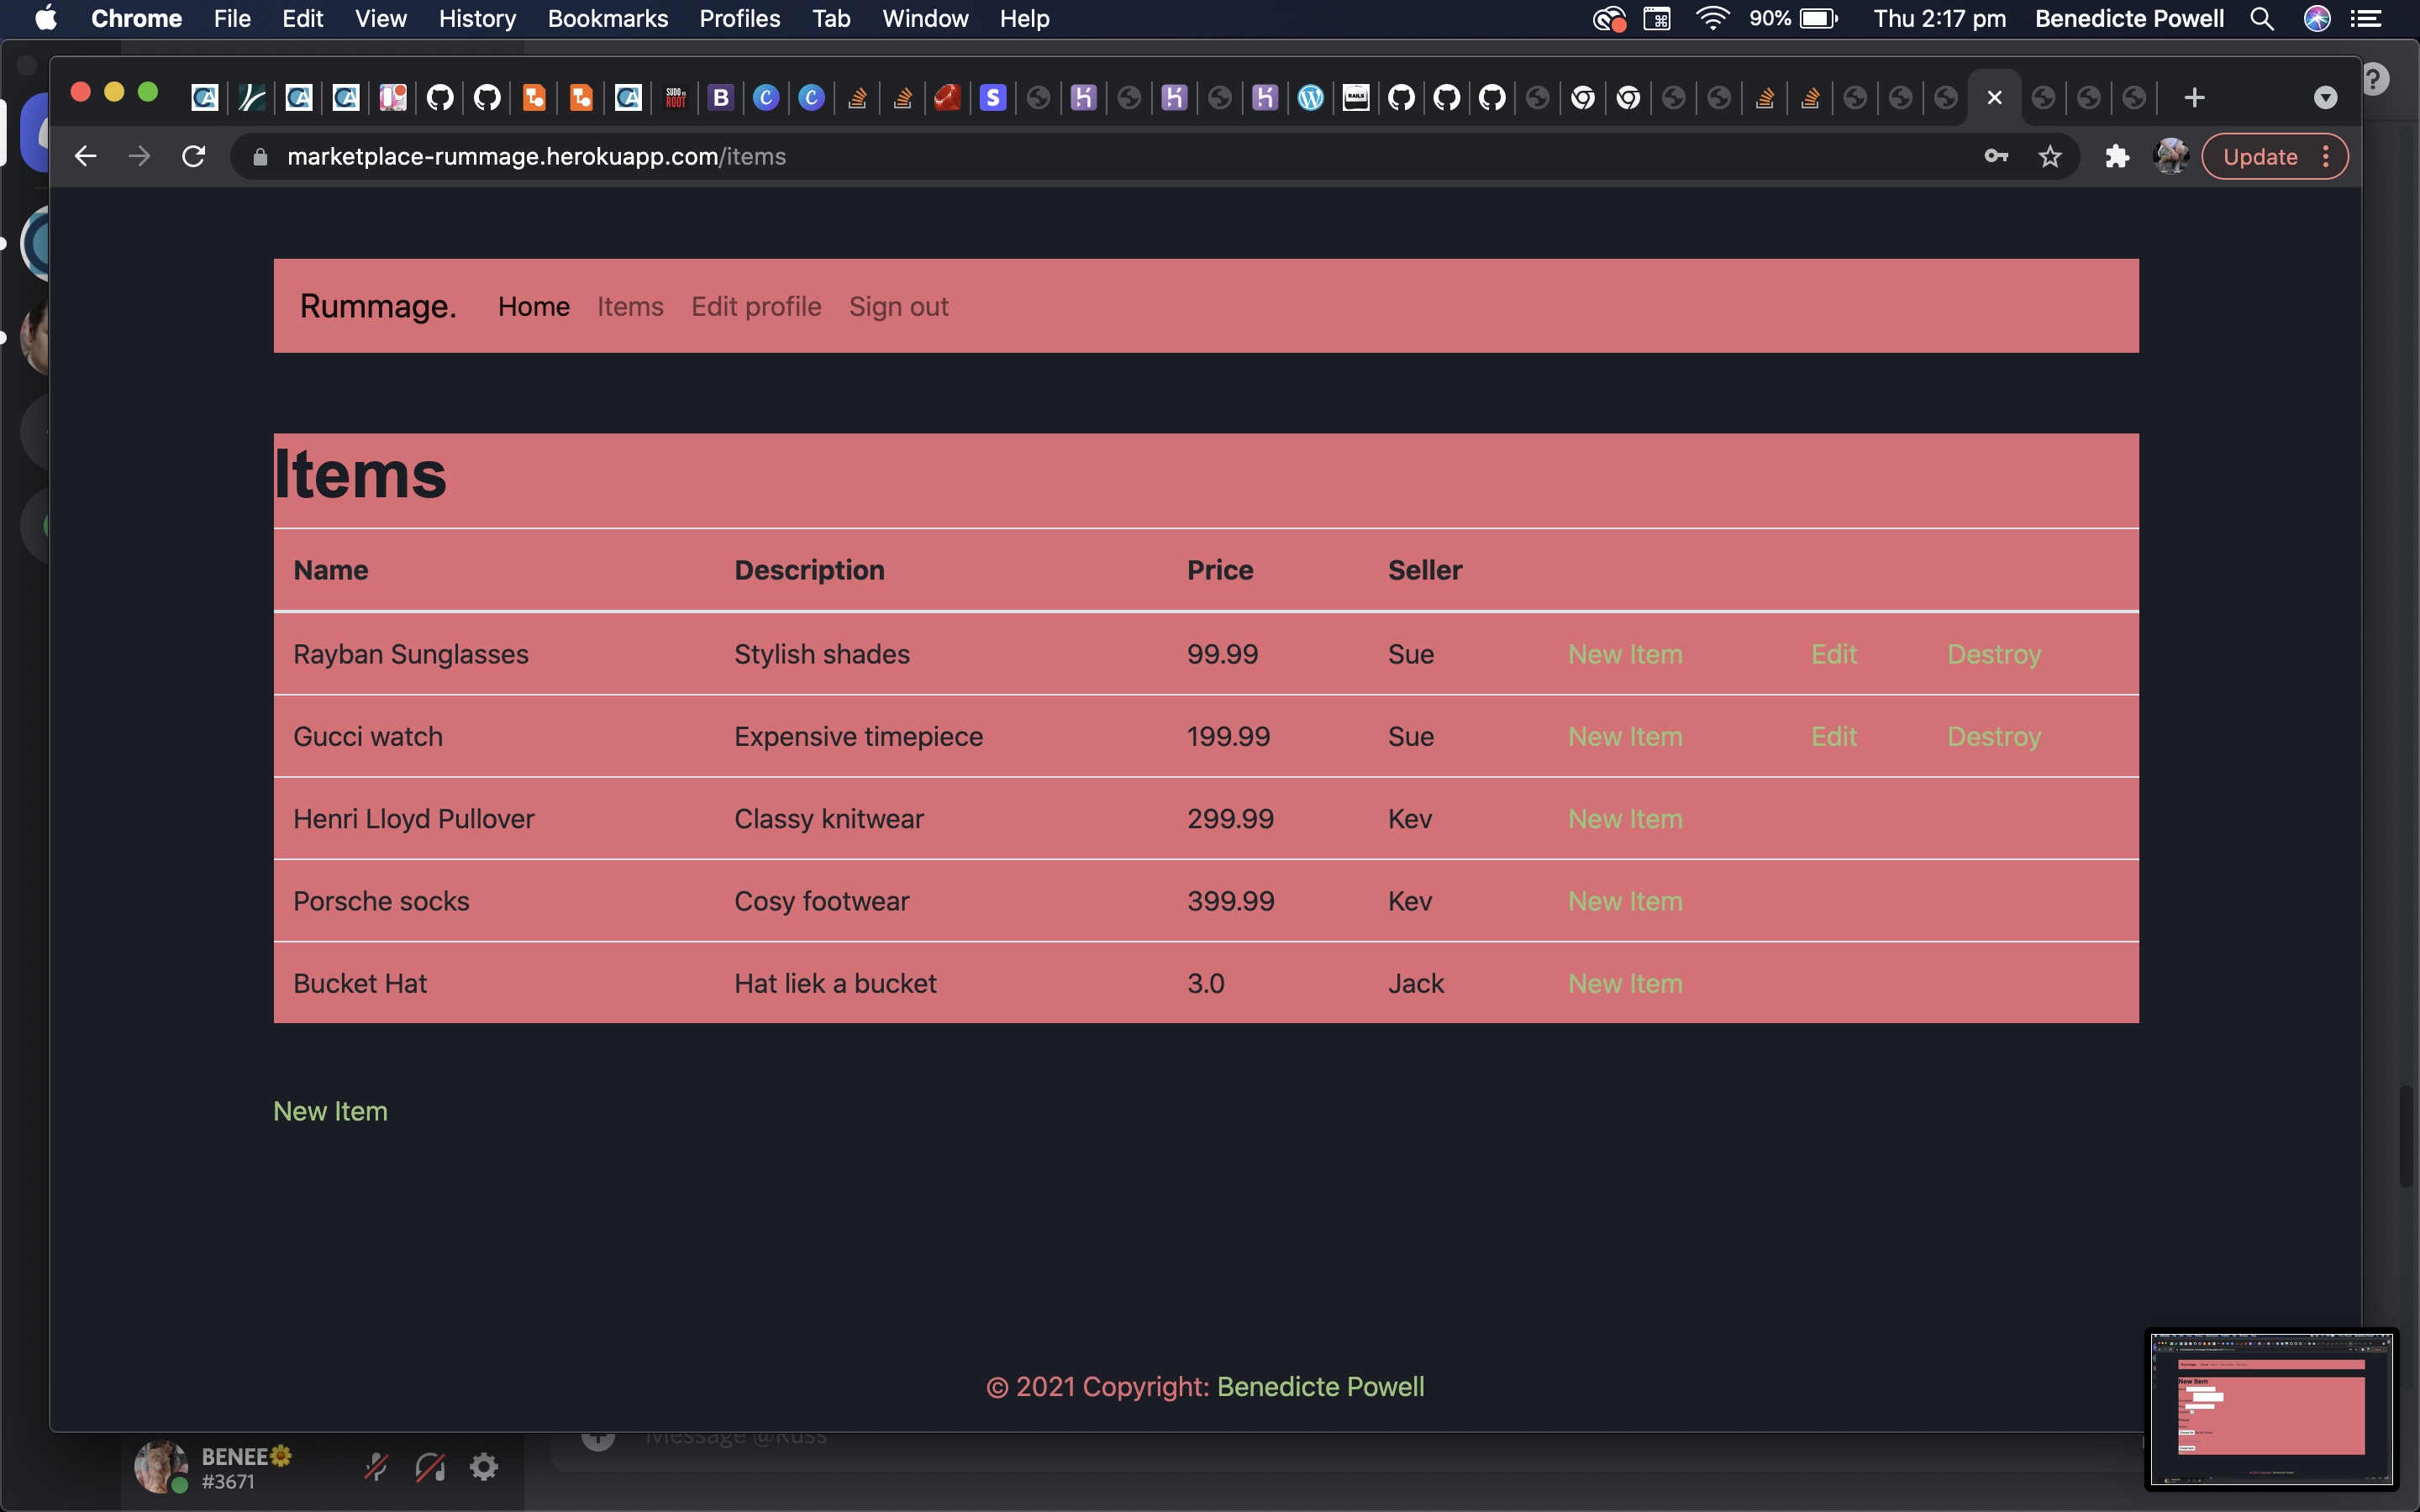 Chrome File Edit View History Bookmarks Profiles Tab Window Help 90% Thu 2:17 pm Benedicte Powell
marketplace-rummage.herokuapp.com/items Update
Rummage. Home Items Edit profile Sign out
Items
Name Description Price Seller
Rayban Sunglasses Stylish shades 99.99 Sue New Item Edit Destroy
Gucci watch Expensive timepiece 199.99 Sue New Item Edit Destroy
Henri Lloyd Pullover Classy knitwear 299.99 Kev New Item
Porsche socks Cosy footwear 399.99 Kev New Item
Bucket Hat Hat liek a bucket 3.0 Jack New Item
New Item
© 2021 Copyright: Benedicte Powell
BENEE
#3671
Message @Russ
New Item